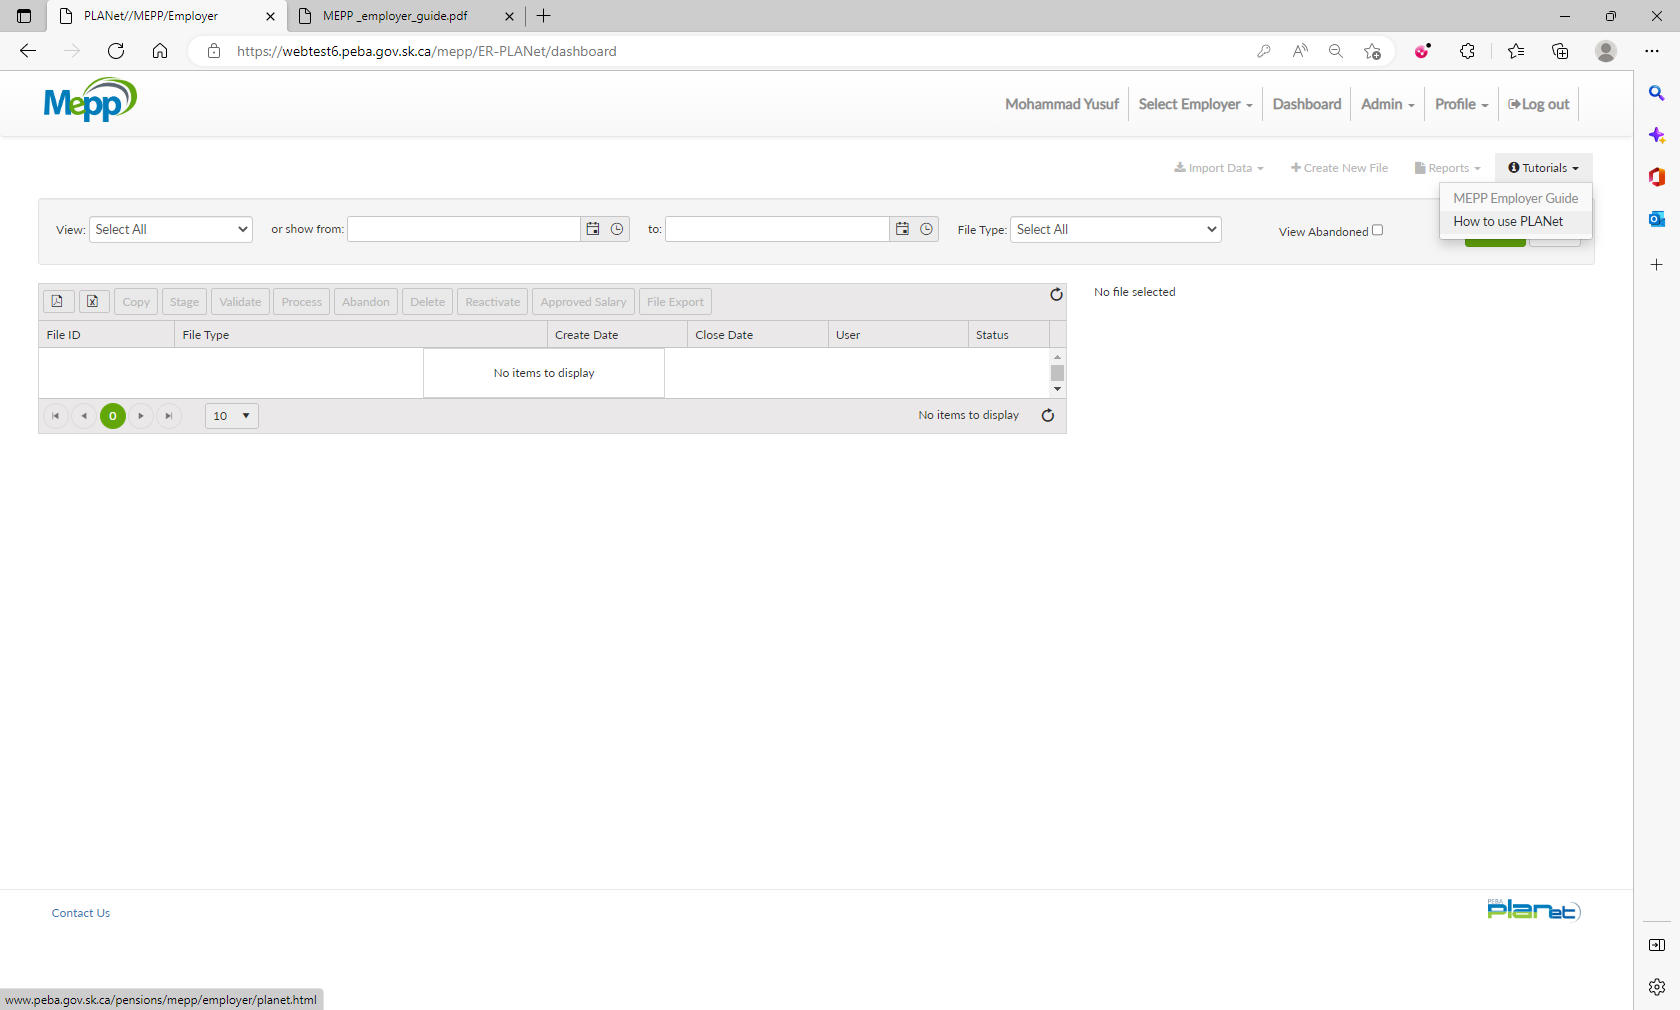 PLANet//MEPP/Employer
MEPP _employer_guide.pdf
https://webtest6.peba.gov.sk.ca/mepp/ER-PLANet/dashboard
Mepp
Mohammad Yusuf
Select Employer
Dashboard
Admin
Profile
Log out
Import Data
Create New File
Reports
Tutorials
MEPP Employer Guide
How to use PLANet
View:
Select All
or show from:
to:
File Type:
Select All
View Abandoned
Copy
Stage
Validate
Process
Abandon
Delete
Reactivate
Approved Salary
File Export
No file selected
File ID
File Type
Create Date
Close Date
User
Status
No items to display
0
10
No items to display
Contact Us
PEBA
planet
www.peba.gov.sk.ca/pensions/mepp/employer/planet.html